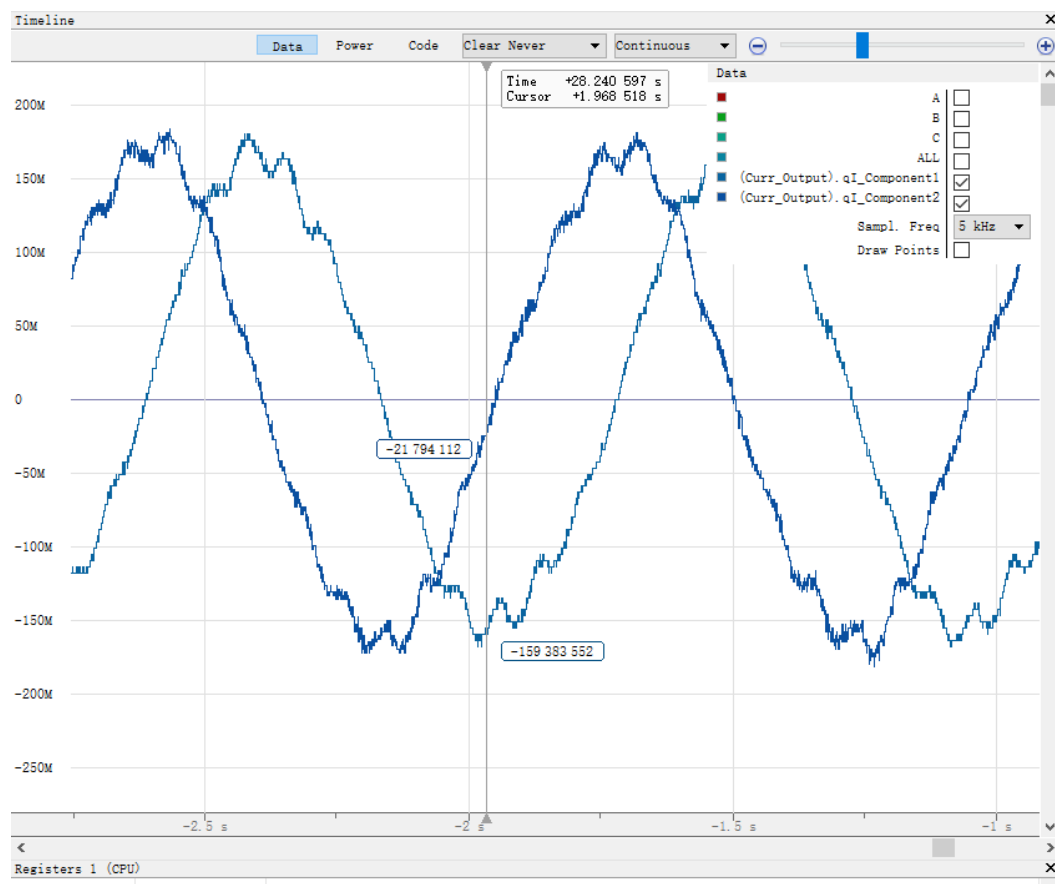 Timeline
Data Power Code Clear Never Continuous
Time +28.240 597 s
Cursor +1.968 518 s
Data
A
B
C
ALL
(Curr_Output).qI_Component1
(Curr_Output).qI_Component2
Sampl. Freq 5 kHz
Draw Points
200M
150M
100M
50M
0
-50M
-100M
-150M
-200M
-250M
-21 794 112
-159 383 552
-2.5 s -2 s -1.5 s -1 s
Registers 1 (CPU)